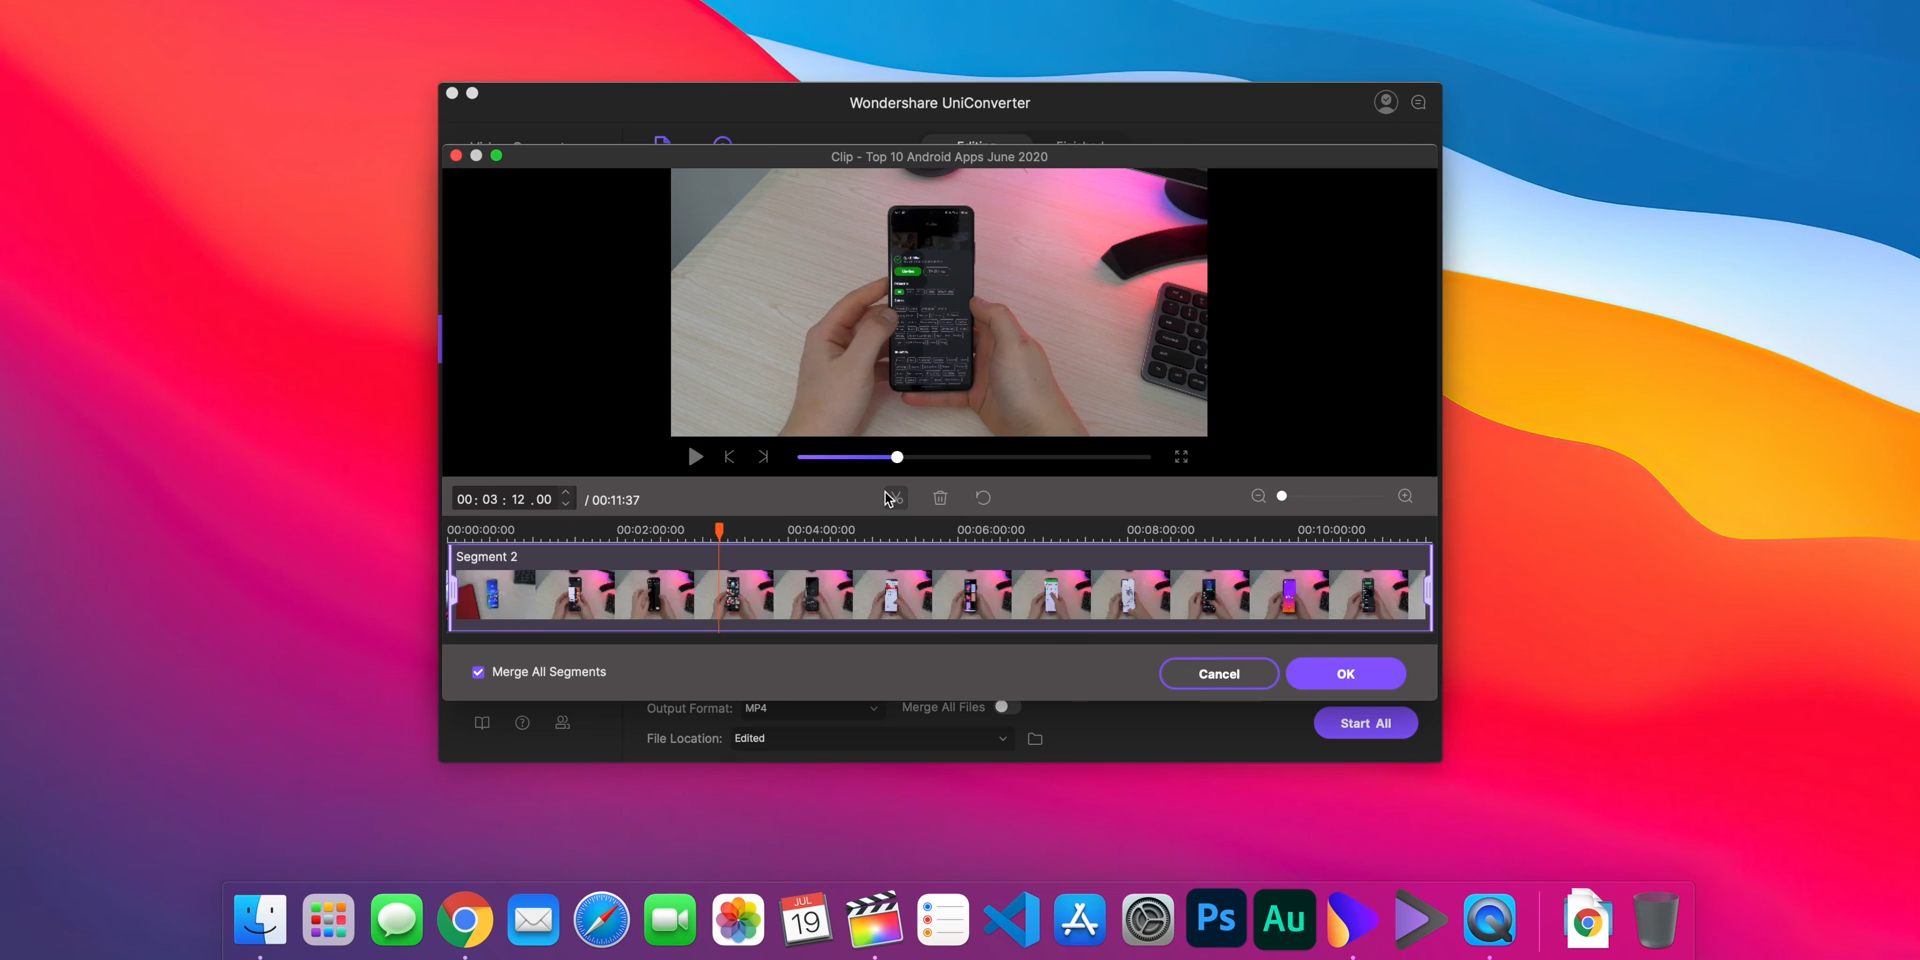 Wondershare UniConverter
Clip - Top 10 Android Apps June 2020
00: 03 : 12 .00 / 00:11:37
00:00:00:00 00:02:00:00 00:04:00:00 00:06:00:00 00:08:00:00 00:10:00:00
Segment 2
Merge All Segments
Cancel
OK
Output Format: MP4
Merge All Files
Start All
File Location: Edited
JUL
19
Ps
Au